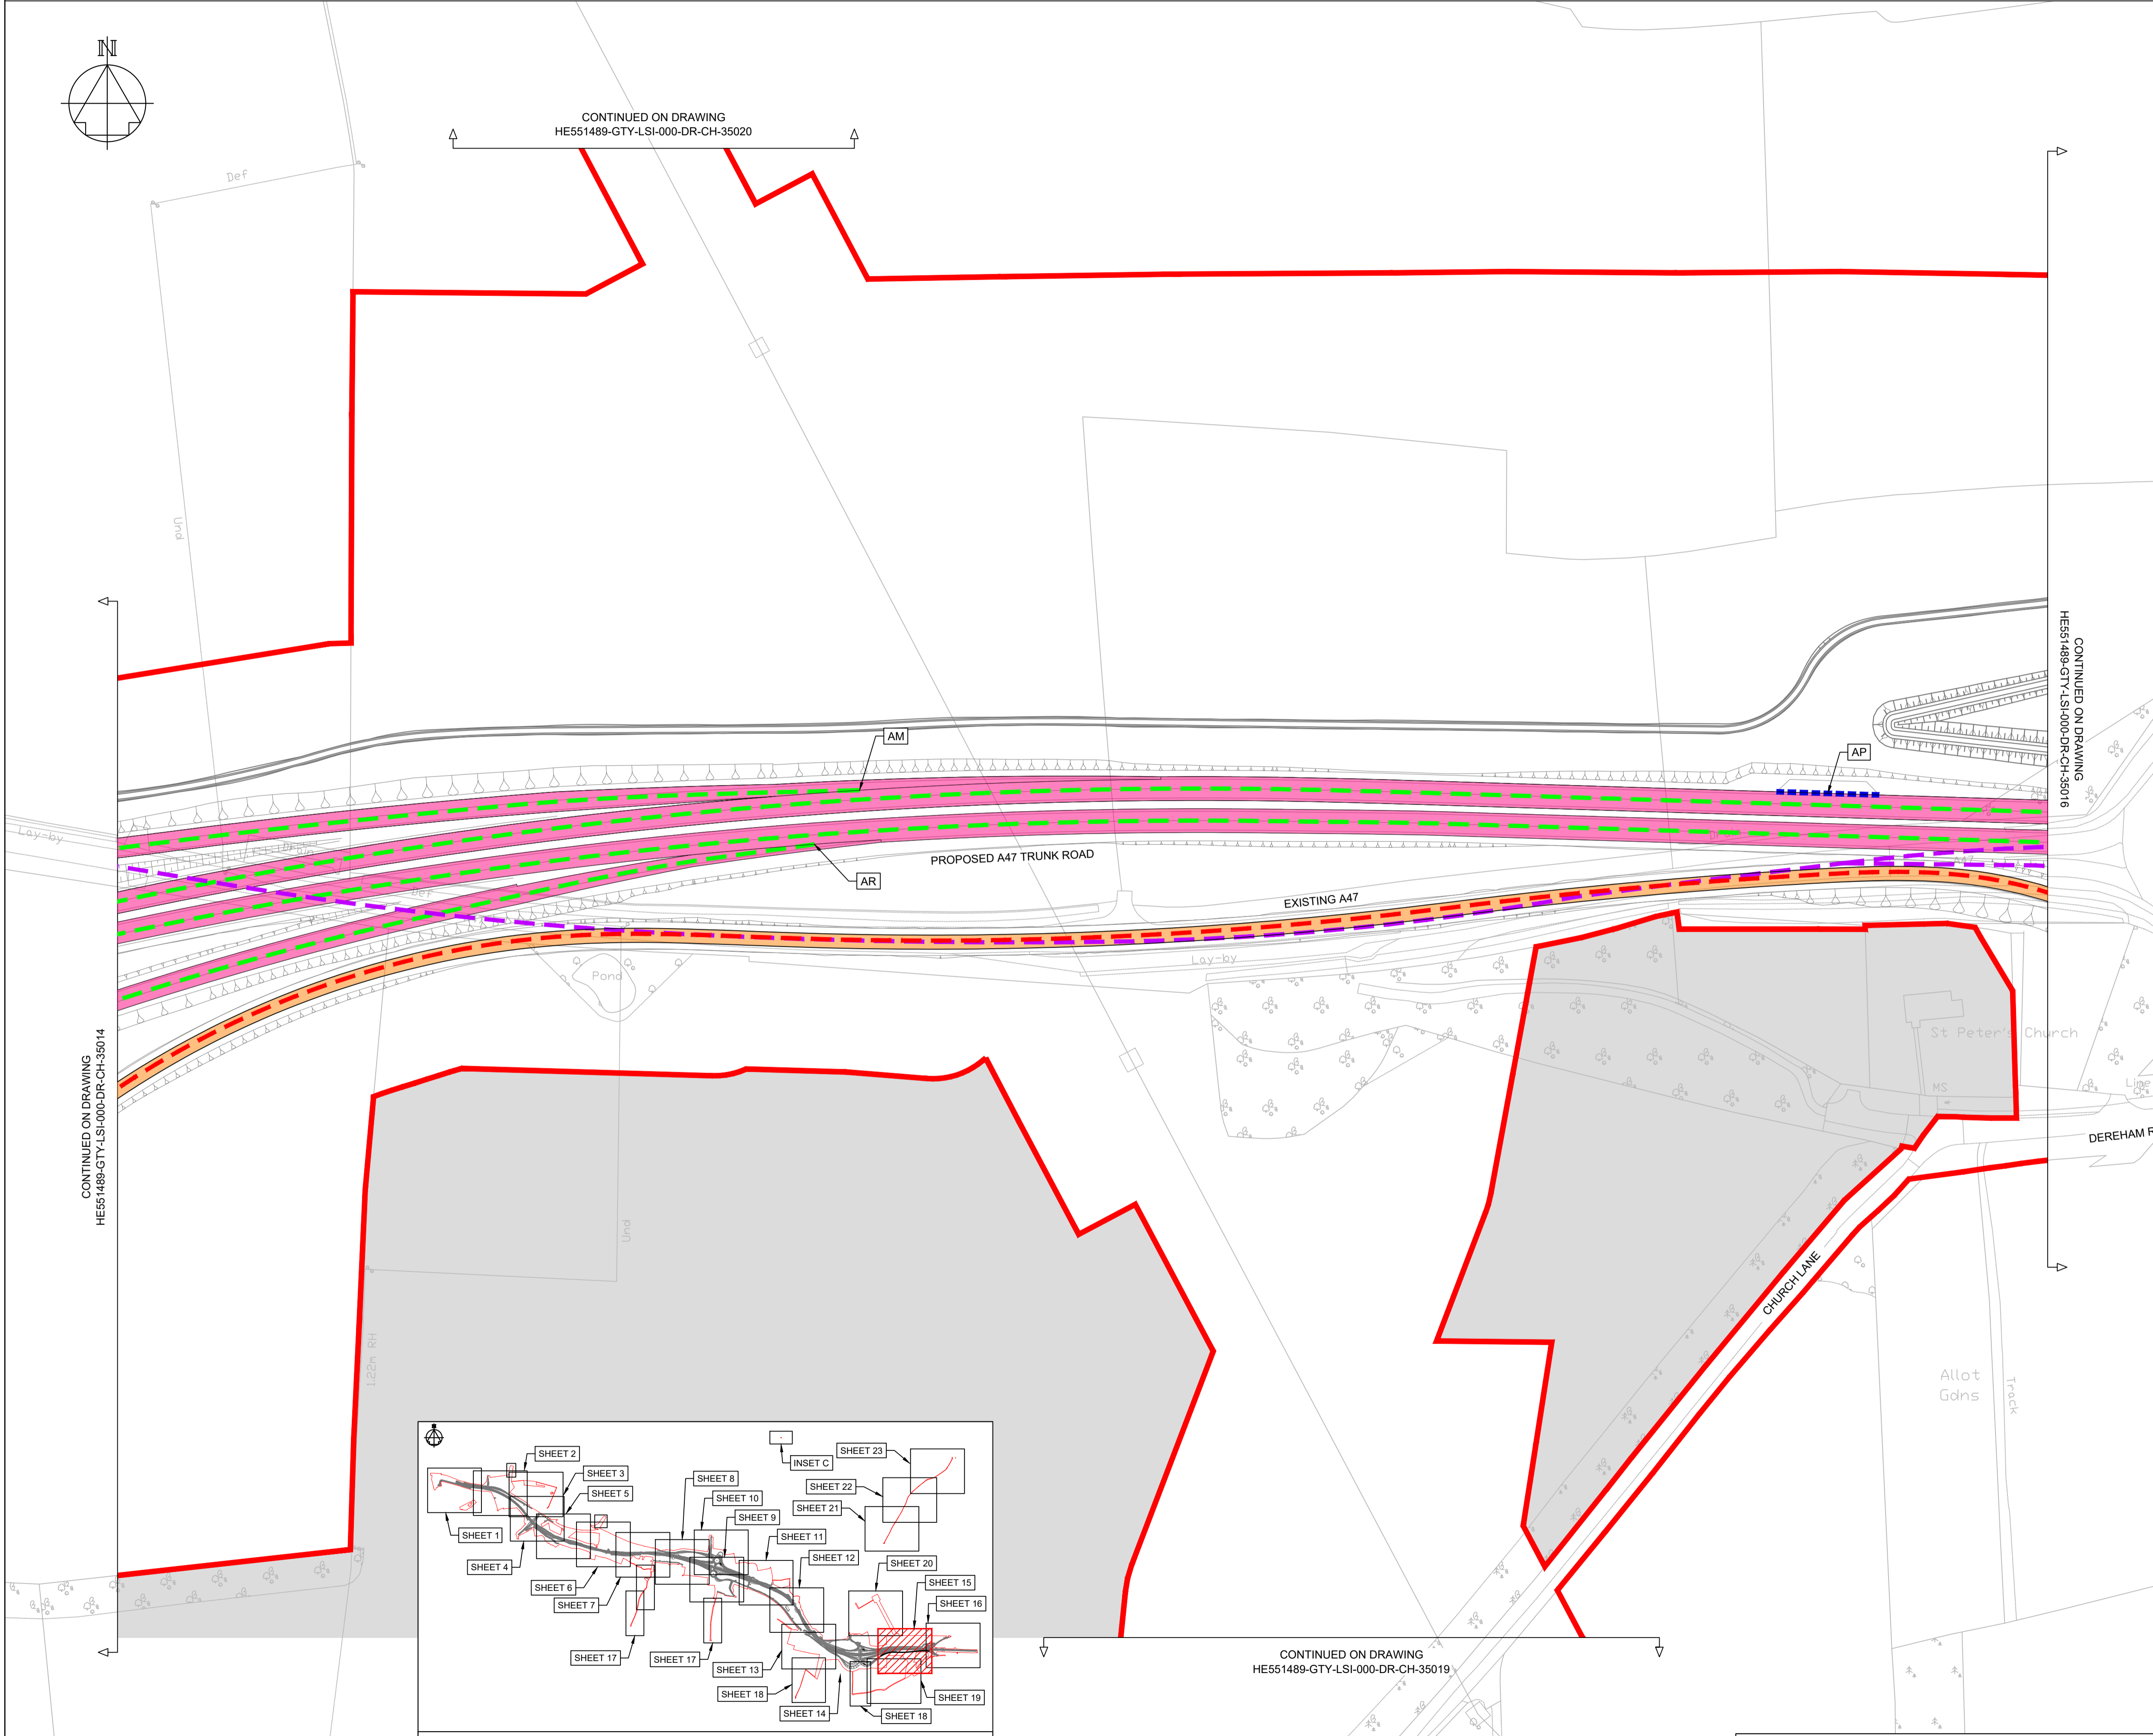 N
CONTINUED ON DRAWING
HE551489-GTY-LSI-000-DR-CH-35020
Def
Und
CONTINUED ON DRAWING
HE551489-GTY-LSI-000-DR-CH-35016
AM
AP
Lay-by
Drain
Def
PROPOSED A47 TRUNK ROAD
AR
EXISTING A47
A47
Pond
Lay-by
St Peter's Church
MS
CONTINUED ON DRAWING
HE551489-GTY-LSI-000-DR-CH-35014
DEREHAM R
Und
CHURCH LANE
1.22m RH
Allot
Gdns
Track
SHEET 2
INSET C
SHEET 23
SHEET 3
SHEET 8
SHEET 22
SHEET 5
SHEET 10
SHEET 21
SHEET 9
SHEET 1
SHEET 11
SHEET 12
SHEET 4
SHEET 20
SHEET 6
SHEET 15
SHEET 7
SHEET 16
SHEET 17
SHEET 17
SHEET 13
SHEET 18
SHEET 19
SHEET 14
SHEET 18
CONTINUED ON DRAWING
HE551489-GTY-LSI-000-DR-CH-35019